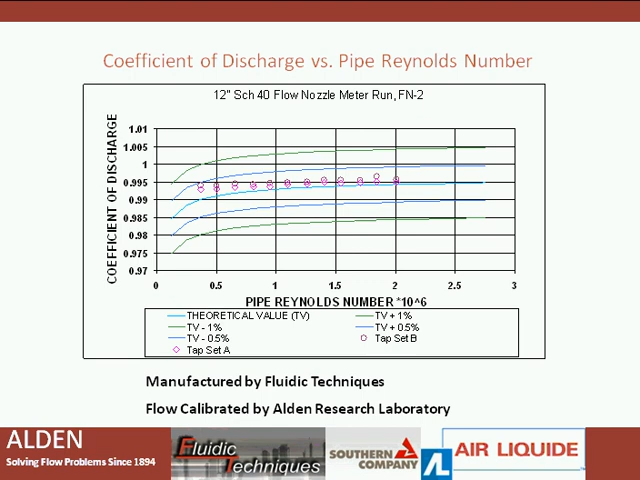 Coefficient of Discharge vs. Pipe Reynolds Number
12" Sch 40 Flow Nozzle Meter Run, FN-2
COEFFICIENT OF DISCHARGE
1.01
1.005
1
0.995
0.99
0.985
0.98
0.975
0.97
0 0.5 1 1.5 2 2.5 3
PIPE REYNOLDS NUMBER *10^6
THEORETICAL VALUE (TV) TV + 1%
TV - 1% TV + 0.5%
TV - 0.5% Tap Set B
Tap Set A
Manufactured by Fluidic Techniques
Flow Calibrated by Alden Research Laboratory
ALDEN
Solving Flow Problems Since 1894
Fluidic
Techniques
SOUTHERN
COMPANY
AIR LIQUIDE